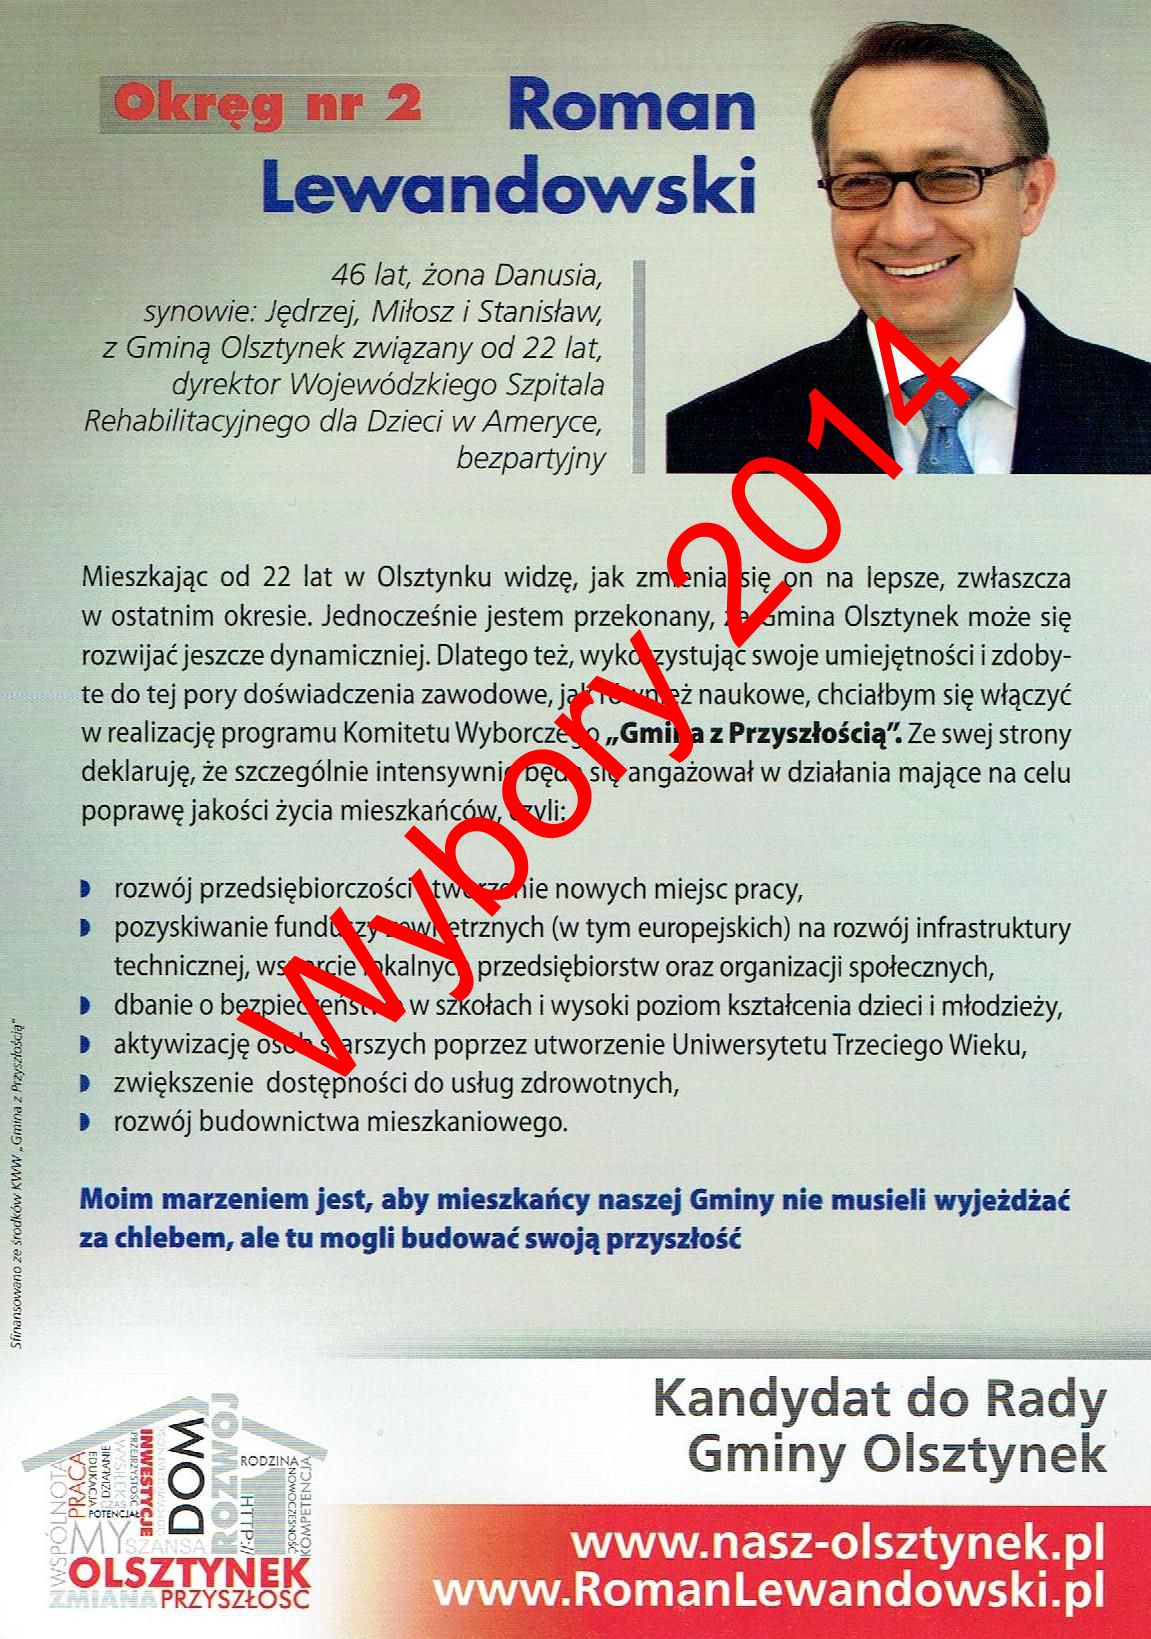 Okręg nr 2
Roman
Lewandowski
46 lat, żona Danusia,
synowie: Jędrzej, Miłosz i Stanisław,
z Gminą Olsztynek związany od 22 lat,
dyrektor Wojewódzkiego Szpitala
Rehabilitacyjnego dla Dzieci w Ameryce,
bezpartyjny
Wybory 2014
Mieszkając od 22 lat w Olsztynku widzę, jak zmienia się on na lepsze, zwłaszcza
w ostatnim okresie. Jednocześnie jestem przekonany, że Gmina Olsztynek może się
rozwijać jeszcze dynamiczniej. Dlatego też, wykorzystując swoje umiejętności i zdoby-
te do tej pory doświadczenia zawodowe, jak również naukowe, chciałbym się włączyć
w realizację programu Komitetu Wyborczego „Gmina z Przyszłością”. Ze swej strony
deklaruję, że szczególnie intensywnie będę się angażował w działania mające na celu
poprawę jakości życia mieszkańców, czyli:
rozwój przedsiębiorczości i tworzenie nowych miejsc pracy,
pozyskiwanie funduszy zewnętrznych (w tym europejskich) na rozwój infrastruktury
technicznej, wsparcie lokalnych przedsiębiorstw oraz organizacji społecznych,
dbanie o bezpieczeństwo w szkołach i wysoki poziom kształcenia dzieci i młodzieży,
aktywizację osób starszych poprzez utworzenie Uniwersytetu Trzeciego Wieku,
zwiększenie dostępności do usług zdrowotnych,
rozwój budownictwa mieszkaniowego.
Moim marzeniem jest, aby mieszkańcy naszej Gminy nie musieli wyjeżdżać
za chlebem, ale tu mogli budować swoją przyszłość
Sfinansowano ze środków KWW „Gmina z Przyszłością”
Kandydat do Rady
Gminy Olsztynek
www.nasz-olsztynek.pl
www.RomanLewandowski.pl
WSPÓLNOTA
PRACA
EDUKACJA
DZIAŁANIE
WYSIŁEK
CZAS
POTENCJAŁ
PRZEJRZYSTOŚĆ
INWESTYCJE
ODPOWIEDZIALNOŚĆ
DOM
ROZWÓJ
HTTP://
RODZINA
NOWOCZESNOŚĆ
KOMPETENCJA
MY
SZANSA
OLSZTYNEK
ZMIANA PRZYSZŁOŚĆ